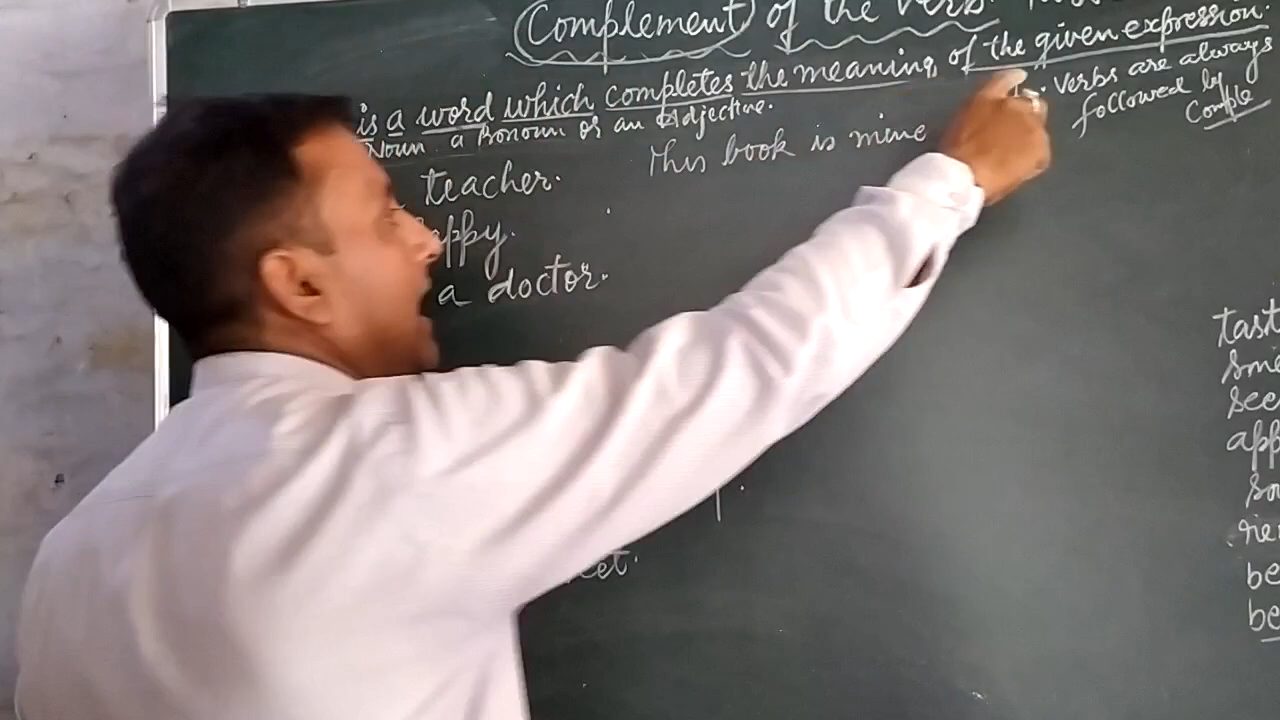 Complement of the verb
is a word which completes the meaning of the given expression.
Noun a Pronoun or an Adjective.
Verbs are always
followed by
Comple
teacher.
This book is mine
ppy.
a doctor.
tast
sme
see
app
so
be
be
eet.